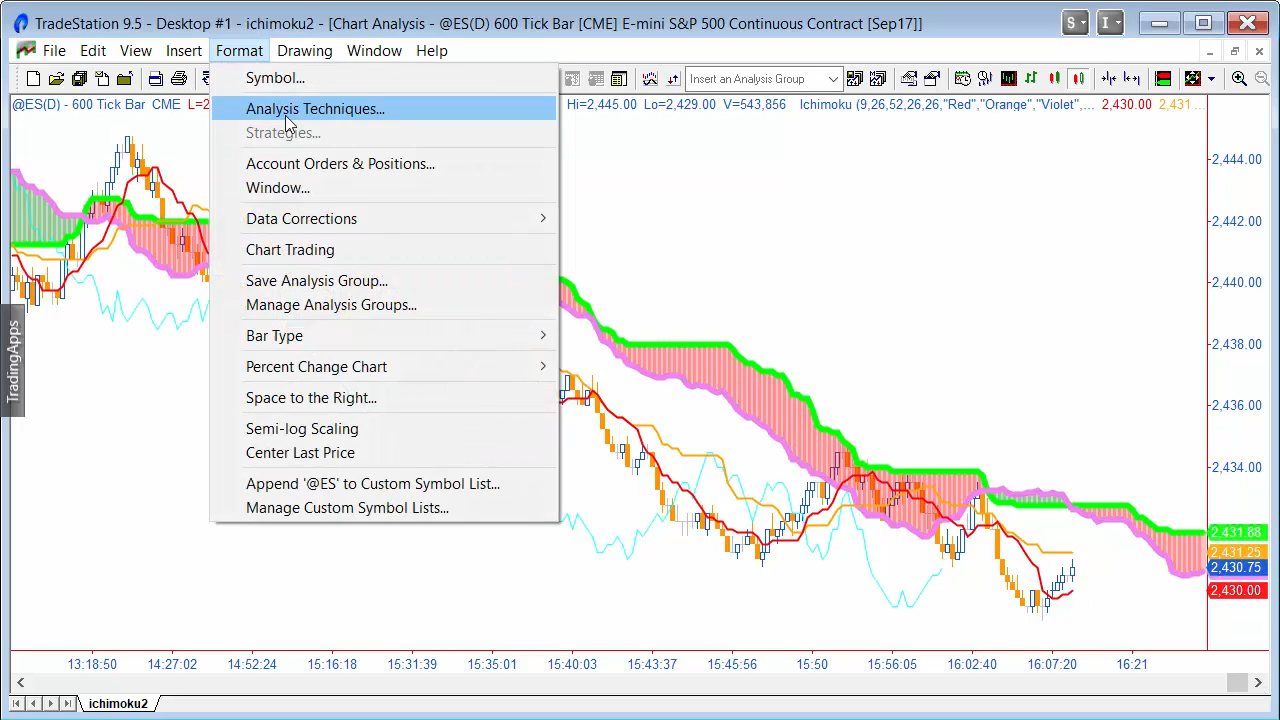 TradeStation 9.5 - Desktop #1 - ichimoku2 - [Chart Analysis - @ES(D) 600 Tick Bar [CME] E-mini S&P 500 Continuous Contract [Sep17]]
S
I
File Edit View Insert Format Drawing Window Help
Insert an Analysis Group
@ES(D) - 600 Tick Bar CME L=2
Hi=2,445.00 Lo=2,429.00 V=543,856 Ichimoku (9,26,52,26,26,"Red","Orange","Violet",... 2,430.00 2,431
Symbol...
Analysis Techniques...
Strategies...
Account Orders & Positions...
Window...
Data Corrections
Chart Trading
Save Analysis Group...
Manage Analysis Groups...
Bar Type
Percent Change Chart
Space to the Right...
Semi-log Scaling
Center Last Price
Append '@ES' to Custom Symbol List...
Manage Custom Symbol Lists...
TradingApps
2,444.00
2,442.00
2,440.00
2,438.00
2,436.00
2,434.00
2,431.88
2,431.25
2,430.75
2,430.00
13:18:50 14:27:02 14:52:24 15:16:18 15:31:39 15:35:01 15:40:03 15:43:37 15:45:56 15:50 15:56:05 16:02:40 16:07:20 16:21
ichimoku2